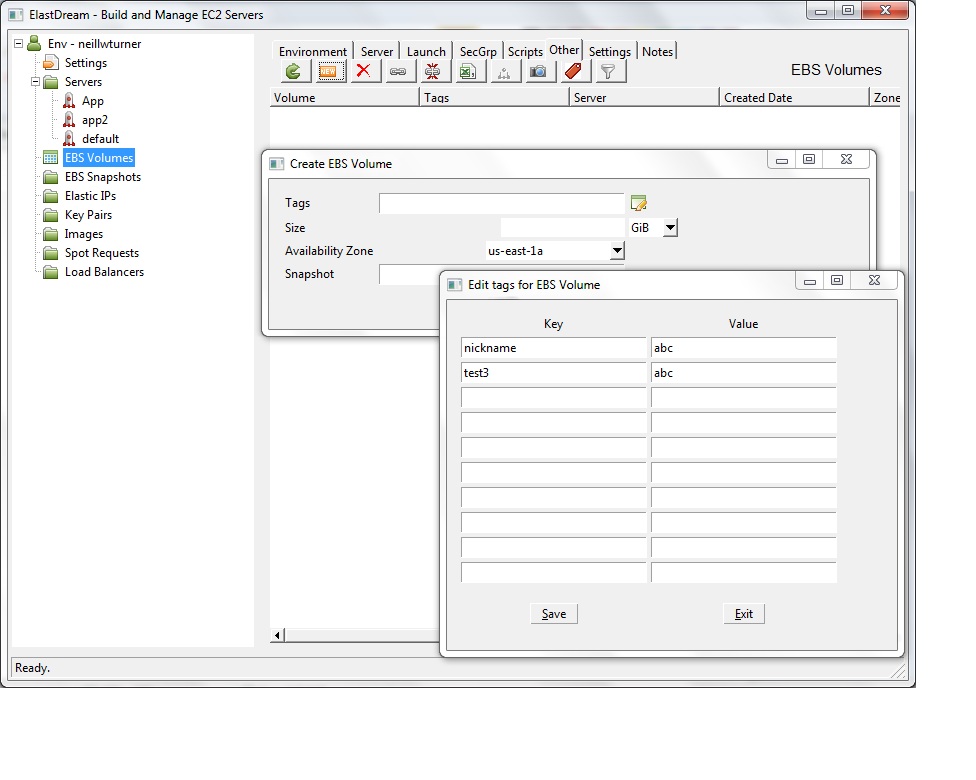 ElastDream - Build and Manage EC2 Servers
Env - neillwturner
Settings
Servers
App
app2
default
EBS Volumes
EBS Snapshots
Elastic IPs
Key Pairs
Images
Spot Requests
Load Balancers
Environment Server Launch SecGrp Scripts Other Settings Notes
NEW
EBS Volumes
Volume Tags Server Created Date Zone
Create EBS Volume
Tags
Size GiB
Availability Zone us-east-1a
Snapshot
Edit tags for EBS Volume
Key Value
nickname abc
test3 abc
Save Exit
Ready.